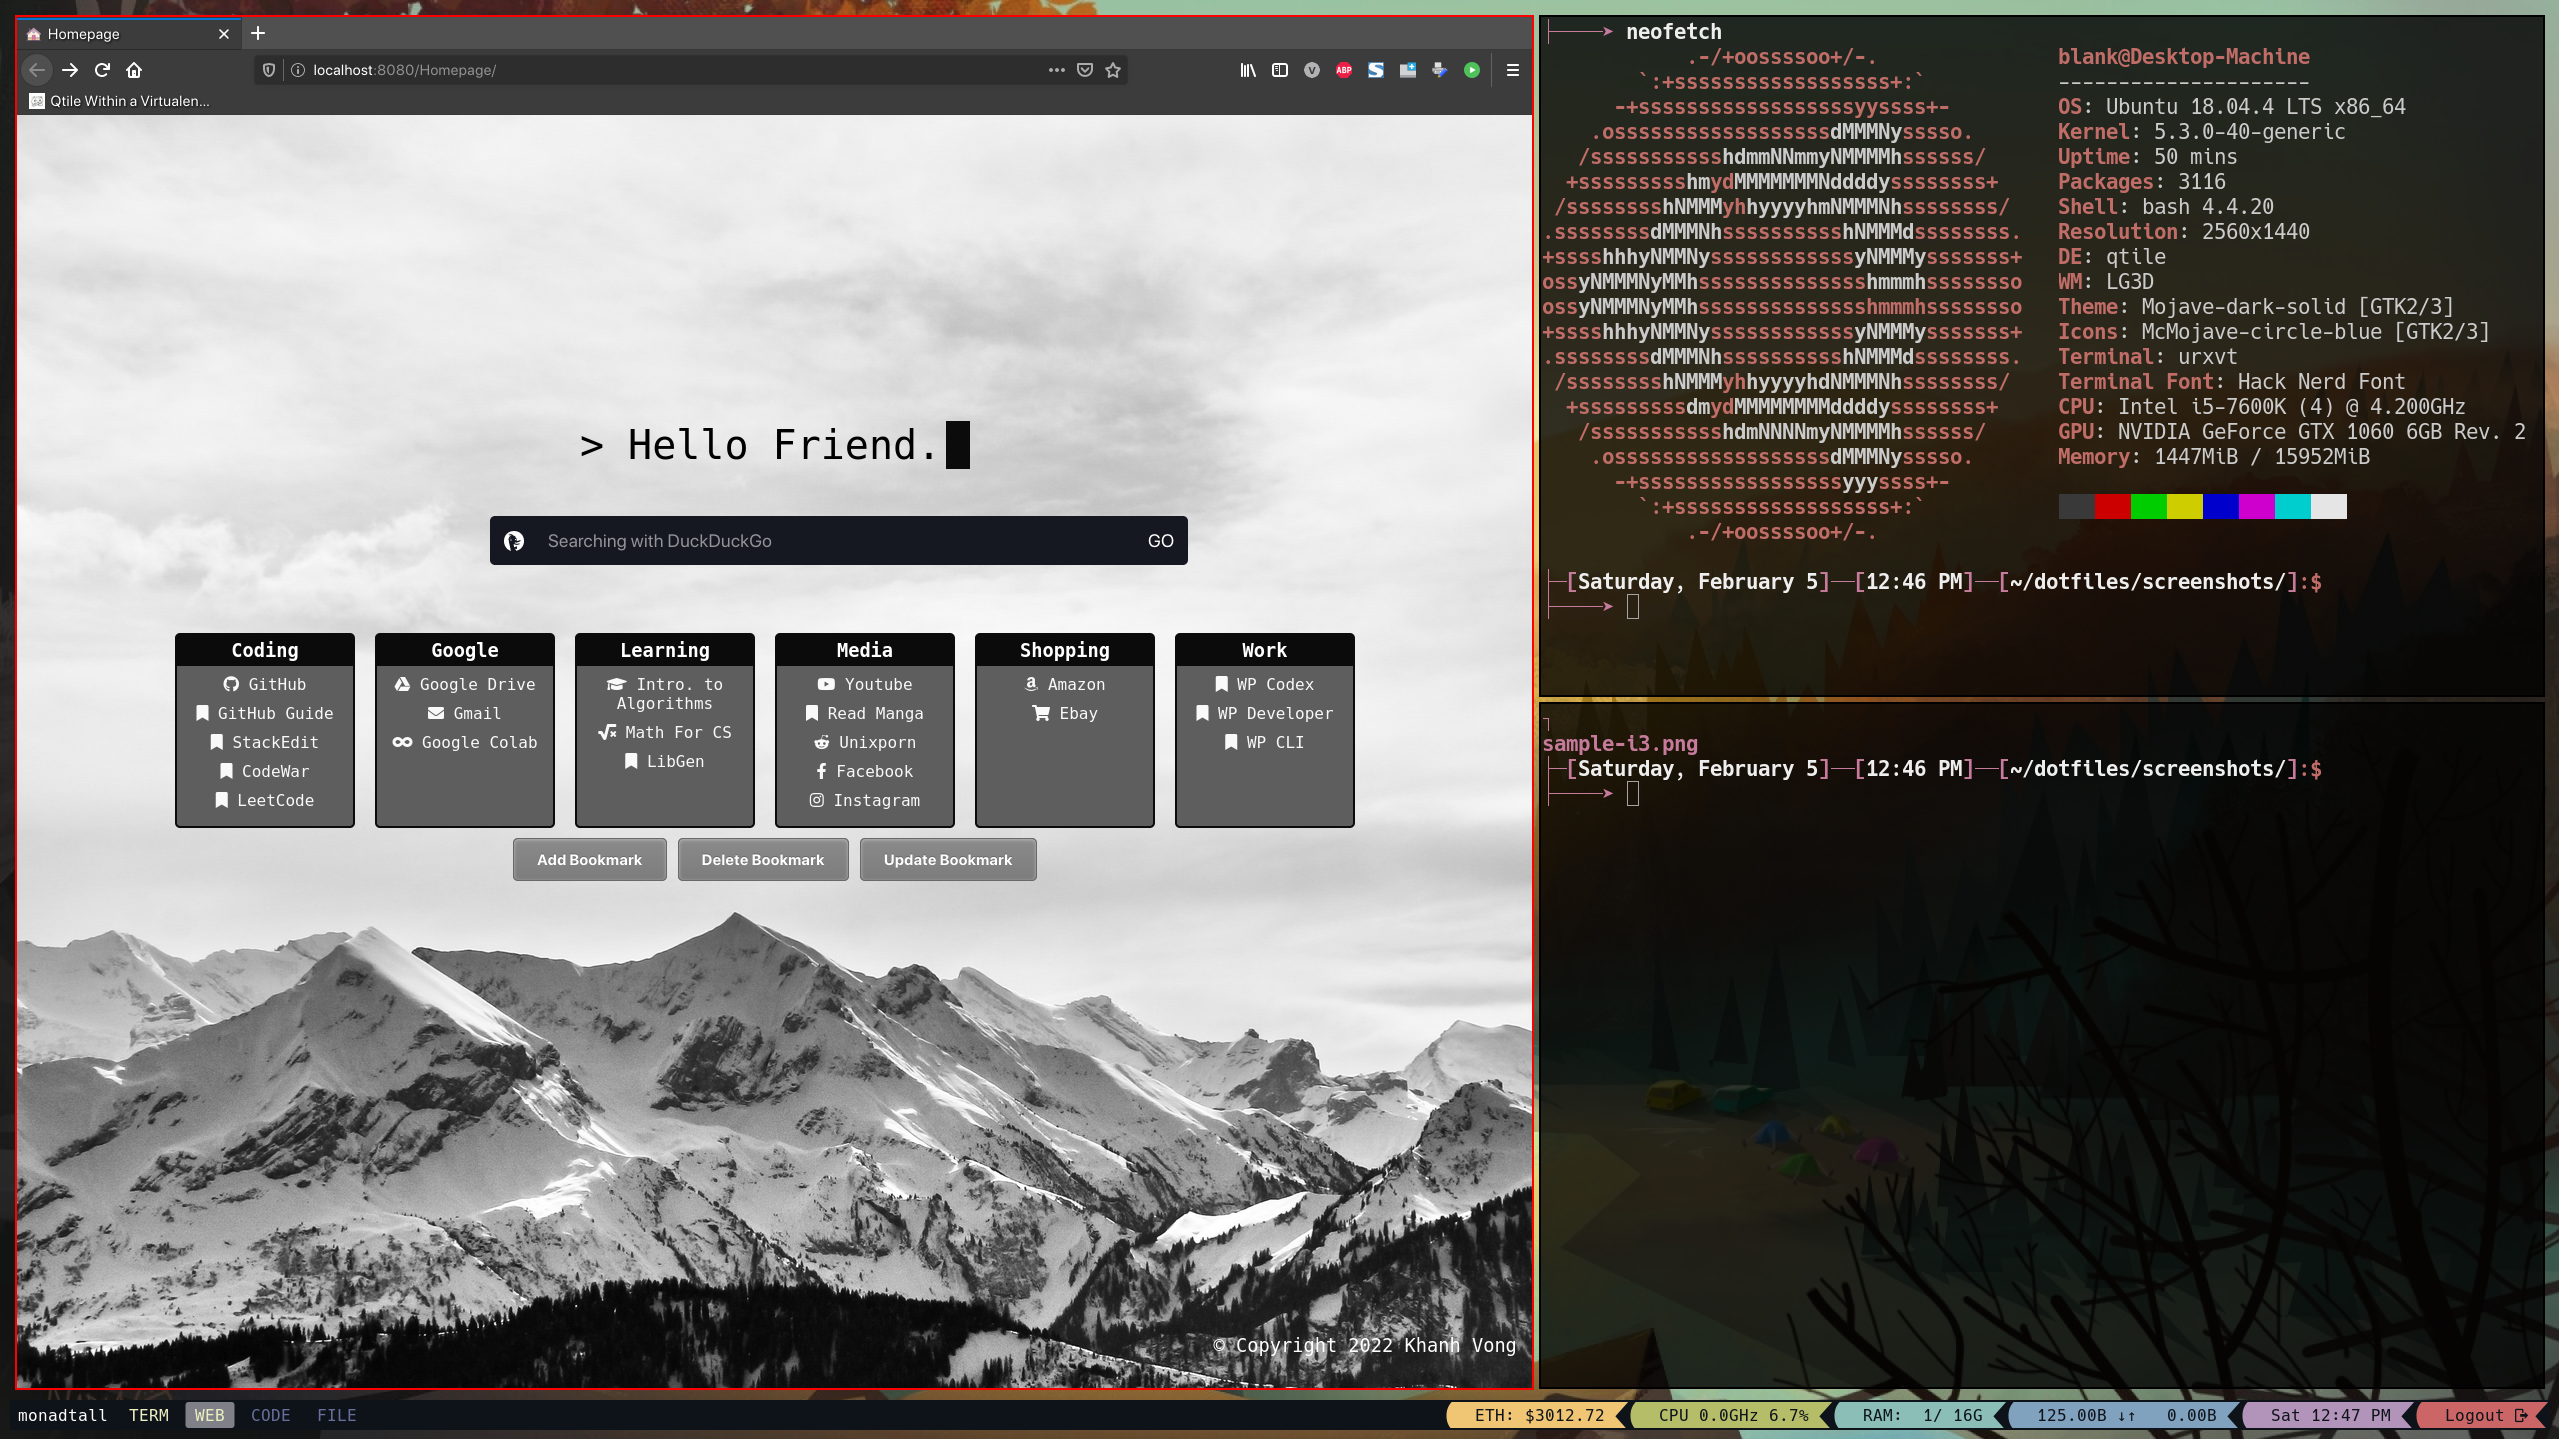 Homepage
localhost:8080/Homepage/
ABP
Qtile Within a Virtualen...
> Hello Friend.
Searching with DuckDuckGo
GO
Coding
GitHub
GitHub Guide
StackEdit
CodeWar
LeetCode
Google
Google Drive
Gmail
Google Colab
Learning
Intro. to
Algorithms
Math For CS
LibGen
Media
Youtube
Read Manga
Unixporn
Facebook
Instagram
Shopping
Amazon
Ebay
Work
WP Codex
WP Developer
WP CLI
Add Bookmark
Delete Bookmark
Update Bookmark
© Copyright 2022 Khanh Vong
neofetch
.-/+oossssoo+/-.
`:+ssssssssssssssssss+:`
-+ssssssssssssssssssyyssss+-
.ossssssssssssssssssdMMMNysssso.
/ssssssssssshdmmNNmmyNMMMMhssssss/
+ssssssssshmydMMMMMMMNddddyssssssss+
/sssssssshNMMMyhhyyyyhmNMMMNhssssssss/
.ssssssssdMMMNhsssssssssshNMMMdssssssss.
+sssshhhyNMMNyssssssssssssyNMMMysssssss+
ossyNMMMNyMMhsssssssssssssshmmmhssssssso
ossyNMMMNyMMhsssssssssssssshmmmhssssssso
+sssshhhyNMMNyssssssssssssyNMMMysssssss+
.ssssssssdMMMNhsssssssssshNMMMdssssssss.
/sssssssshNMMMyhhyyyyhdNMMMNhssssssss/
+sssssssssdmydMMMMMMMMddddyssssssss+
/ssssssssssshdmNNNNmyNMMMMhssssss/
.ossssssssssssssssssdMMMNysssso.
-+sssssssssssssssssyyyssss+-
`:+ssssssssssssssssss+:`
.-/+oossssoo+/-.
blank@Desktop-Machine
---------------------
OS: Ubuntu 18.04.4 LTS x86_64
Kernel: 5.3.0-40-generic
Uptime: 50 mins
Packages: 3116
Shell: bash 4.4.20
Resolution: 2560x1440
DE: qtile
WM: LG3D
Theme: Mojave-dark-solid [GTK2/3]
Icons: McMojave-circle-blue [GTK2/3]
Terminal: urxvt
Terminal Font: Hack Nerd Font
CPU: Intel i5-7600K (4) @ 4.200GHz
GPU: NVIDIA GeForce GTX 1060 6GB Rev. 2
Memory: 1447MiB / 15952MiB
├─[Saturday, February 5]──[12:46 PM]──[~/dotfiles/screenshots/]:$
├────➤
sample-i3.png
├─[Saturday, February 5]──[12:46 PM]──[~/dotfiles/screenshots/]:$
├────➤
monadtall TERM WEB CODE FILE ETH: $3012.72 CPU 0.0GHz 6.7% RAM: 1/ 16G 125.00B ↓↑ 0.00B Sat 12:47 PM Logout